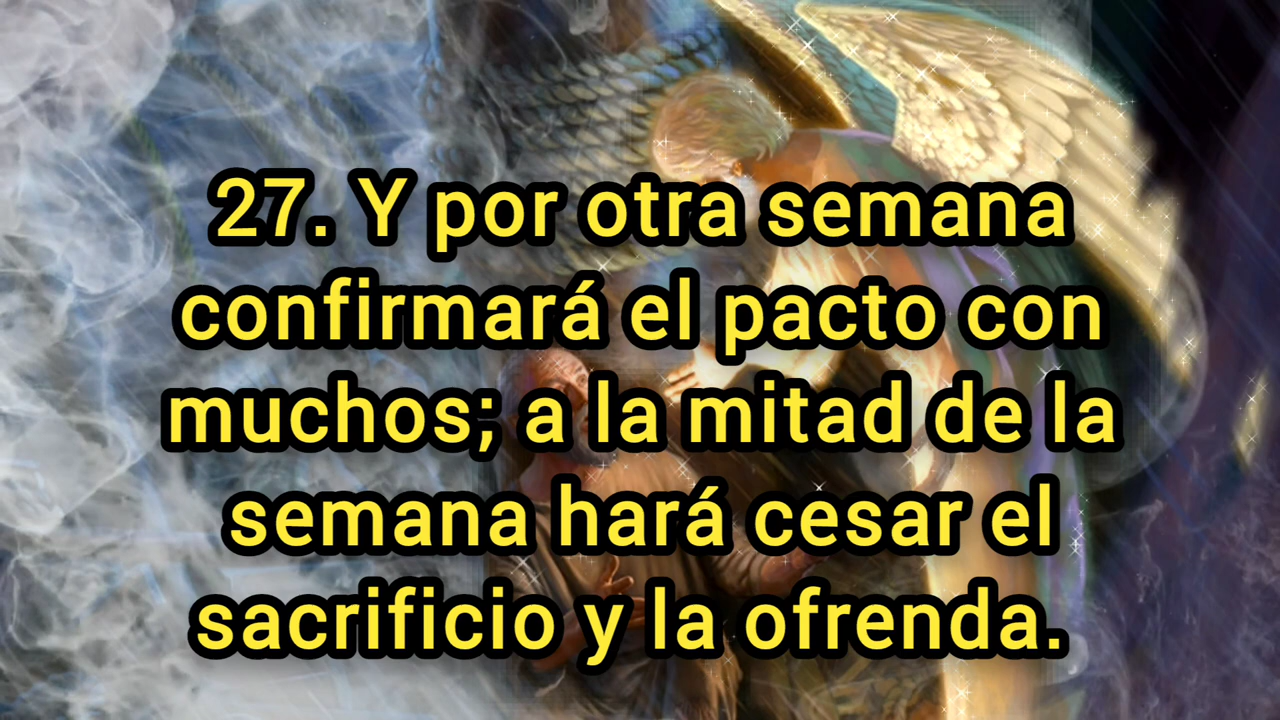 27. Y por otra semana
confirmará el pacto con
muchos; a la mitad de la
semana hará cesar el
sacrificio y la ofrenda.